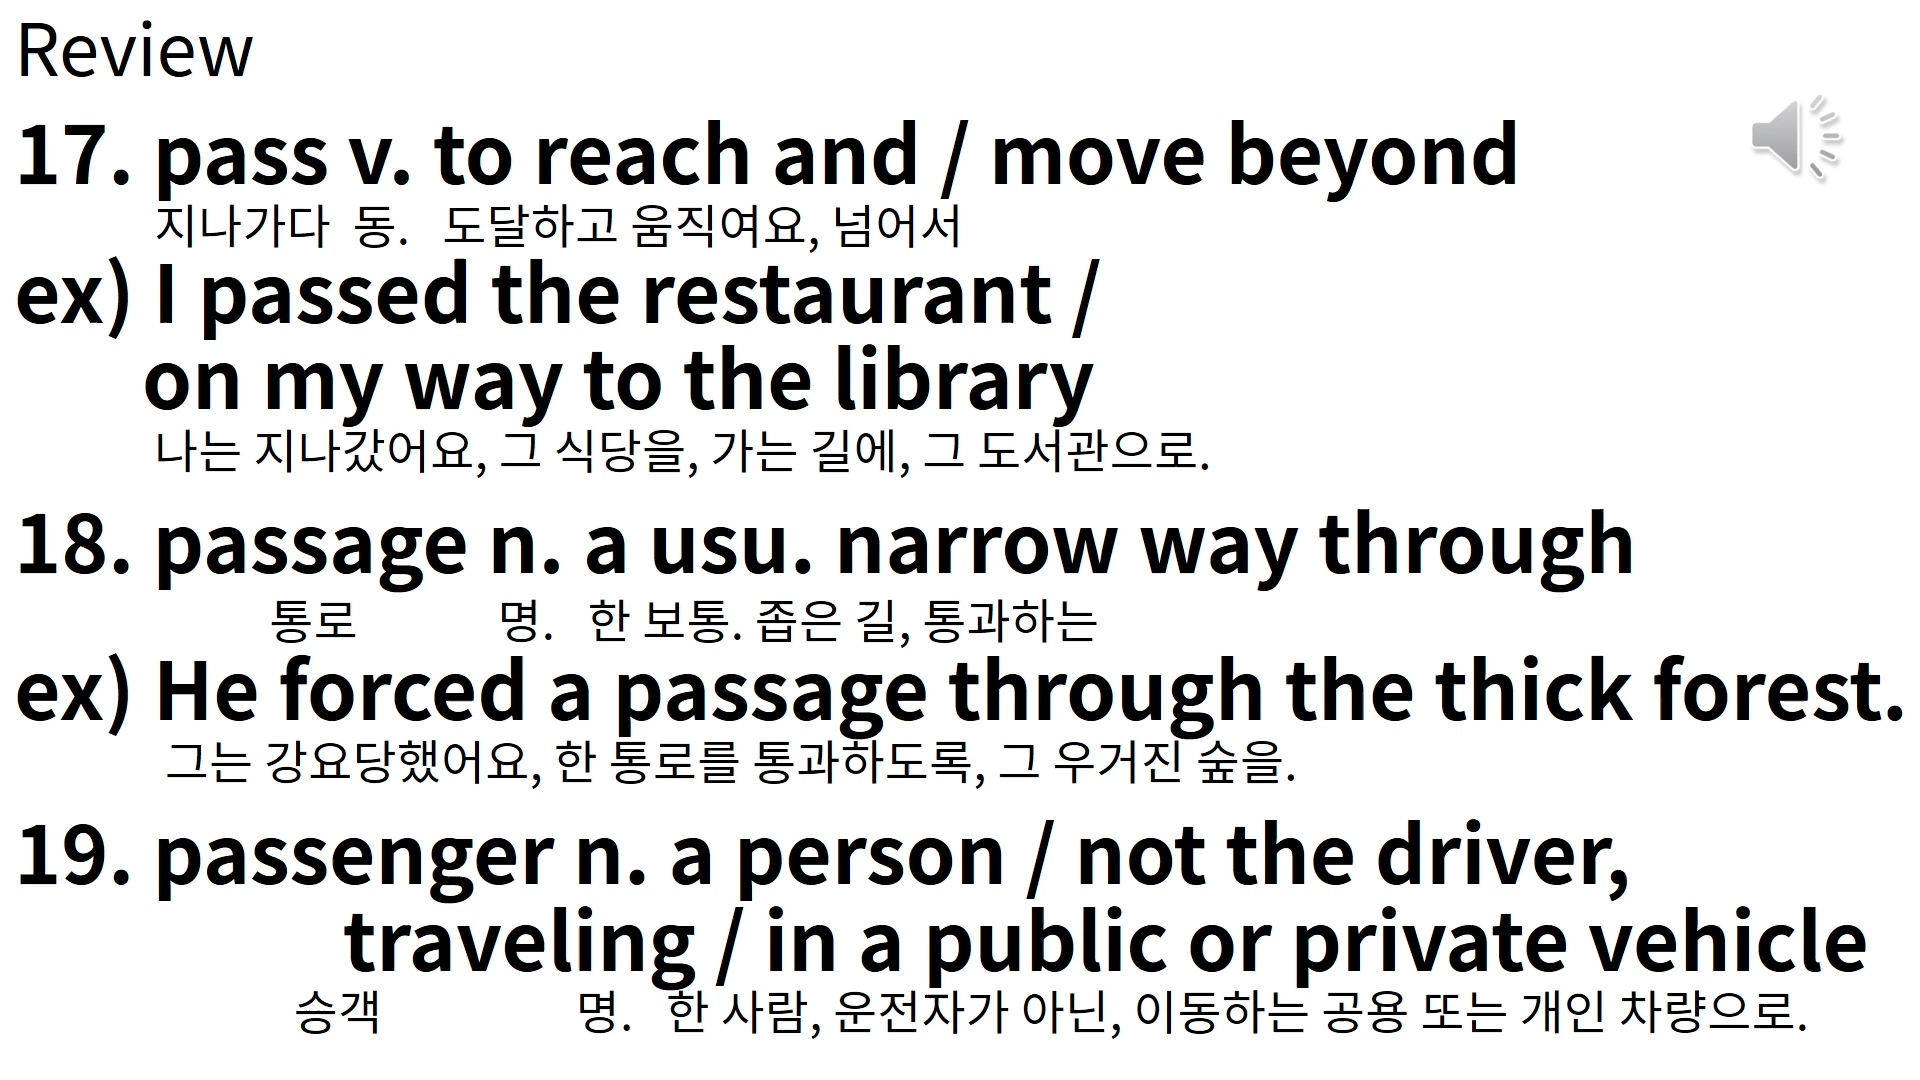 Review
17. pass v. to reach and / move beyond
지나가다 동. 도달하고 움직여요, 넘어서
ex) I passed the restaurant /
on my way to the library
나는 지나갔어요, 그 식당을, 가는 길에, 그 도서관으로.
18. passage n. a usu. narrow way through
통로 명. 한 보통. 좁은 길, 통과하는
ex) He forced a passage through the thick forest.
그는 강요당했어요, 한 통로를 통과하도록, 그 우거진 숲을.
19. passenger n. a person / not the driver,
traveling / in a public or private vehicle
승객 명. 한 사람, 운전자가 아닌, 이동하는 공용 또는 개인 차량으로.